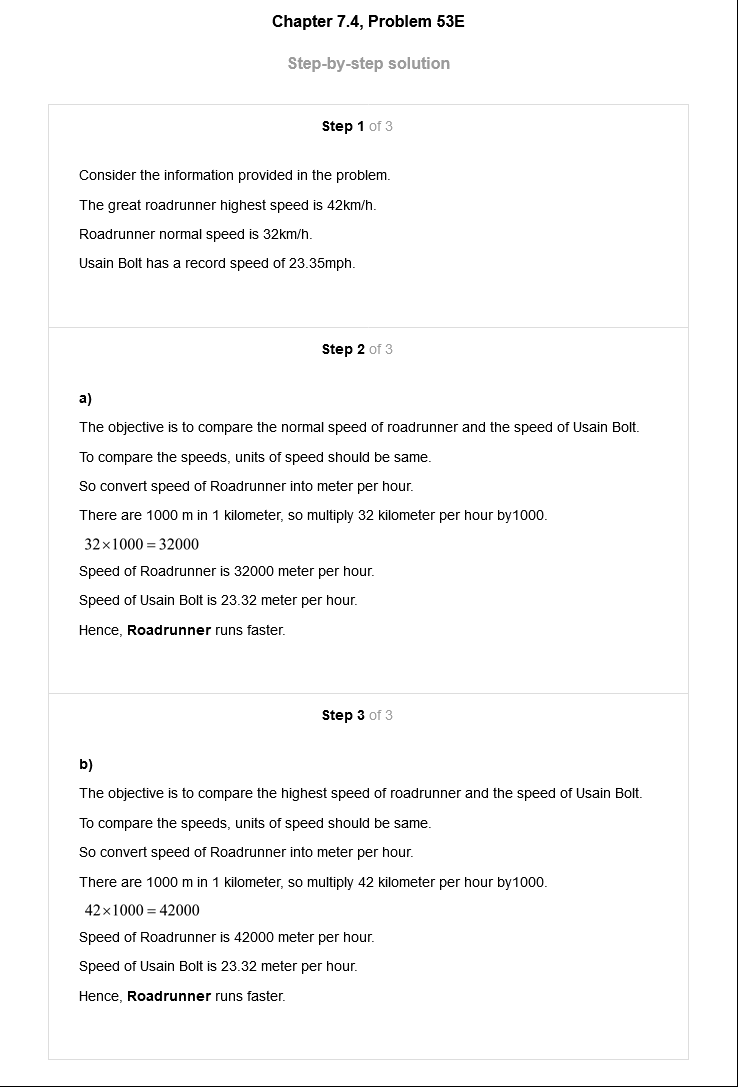 Chapter 7.4, Problem 53E
Step-by-step solution
Step 1 of 3
Consider the information provided in the problem.
The great roadrunner highest speed is 42km/h.
Roadrunner normal speed is 32km/h.
Usain Bolt has a record speed of 23.35mph.
Step 2 of 3
a)
The objective is to compare the normal speed of roadrunner and the speed of Usain Bolt.
To compare the speeds, units of speed should be same.
So convert speed of Roadrunner into meter per hour.
There are 1000 m in 1 kilometer, so multiply 32 kilometer per hour by1000.
32×1000 = 32000
Speed of Roadrunner is 32000 meter per hour.
Speed of Usain Bolt is 23.32 meter per hour.
Hence, Roadrunner runs faster.
Step 3 of 3
b)
The objective is to compare the highest speed of roadrunner and the speed of Usain Bolt.
To compare the speeds, units of speed should be same.
So convert speed of Roadrunner into meter per hour.
There are 1000 m in 1 kilometer, so multiply 42 kilometer per hour by1000.
42×1000 = 42000
Speed of Roadrunner is 42000 meter per hour.
Speed of Usain Bolt is 23.32 meter per hour.
Hence, Roadrunner runs faster.